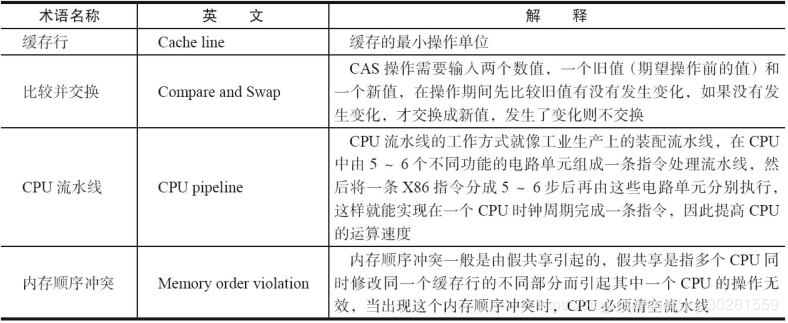 术语名称 英 文 解 释
缓存行 Cache line 缓存的最小操作单位
CAS 操作需要输入两个数值，一个旧值（期望操作前的值）和
比较并交换 Compare and Swap 一个新值，在操作期间先比较旧值有没有发生变化，如果没有发
生变化，才交换成新值，发生了变化则不交换
CPU 流水线的工作方式就像工业生产上的装配流水线，在 CPU
中由 5 ~ 6 个不同功能的电路单元组成一条指令处理流水线，然
CPU 流水线 CPU pipeline 后将一条 X86 指令分成 5 ~ 6 步后再由这些电路单元分别执行，
这样就能实现在一个 CPU 时钟周期完成一条指令，因此提高 CPU
的运算速度
内存顺序冲突一般是由假共享引起的，假共享是指多个 CPU 同
内存顺序冲突 Memory order violation 时修改同一个缓存行的不同部分而引起其中一个 CPU 的操作无
效，当出现这个内存顺序冲突时，CPU 必须清空流水线